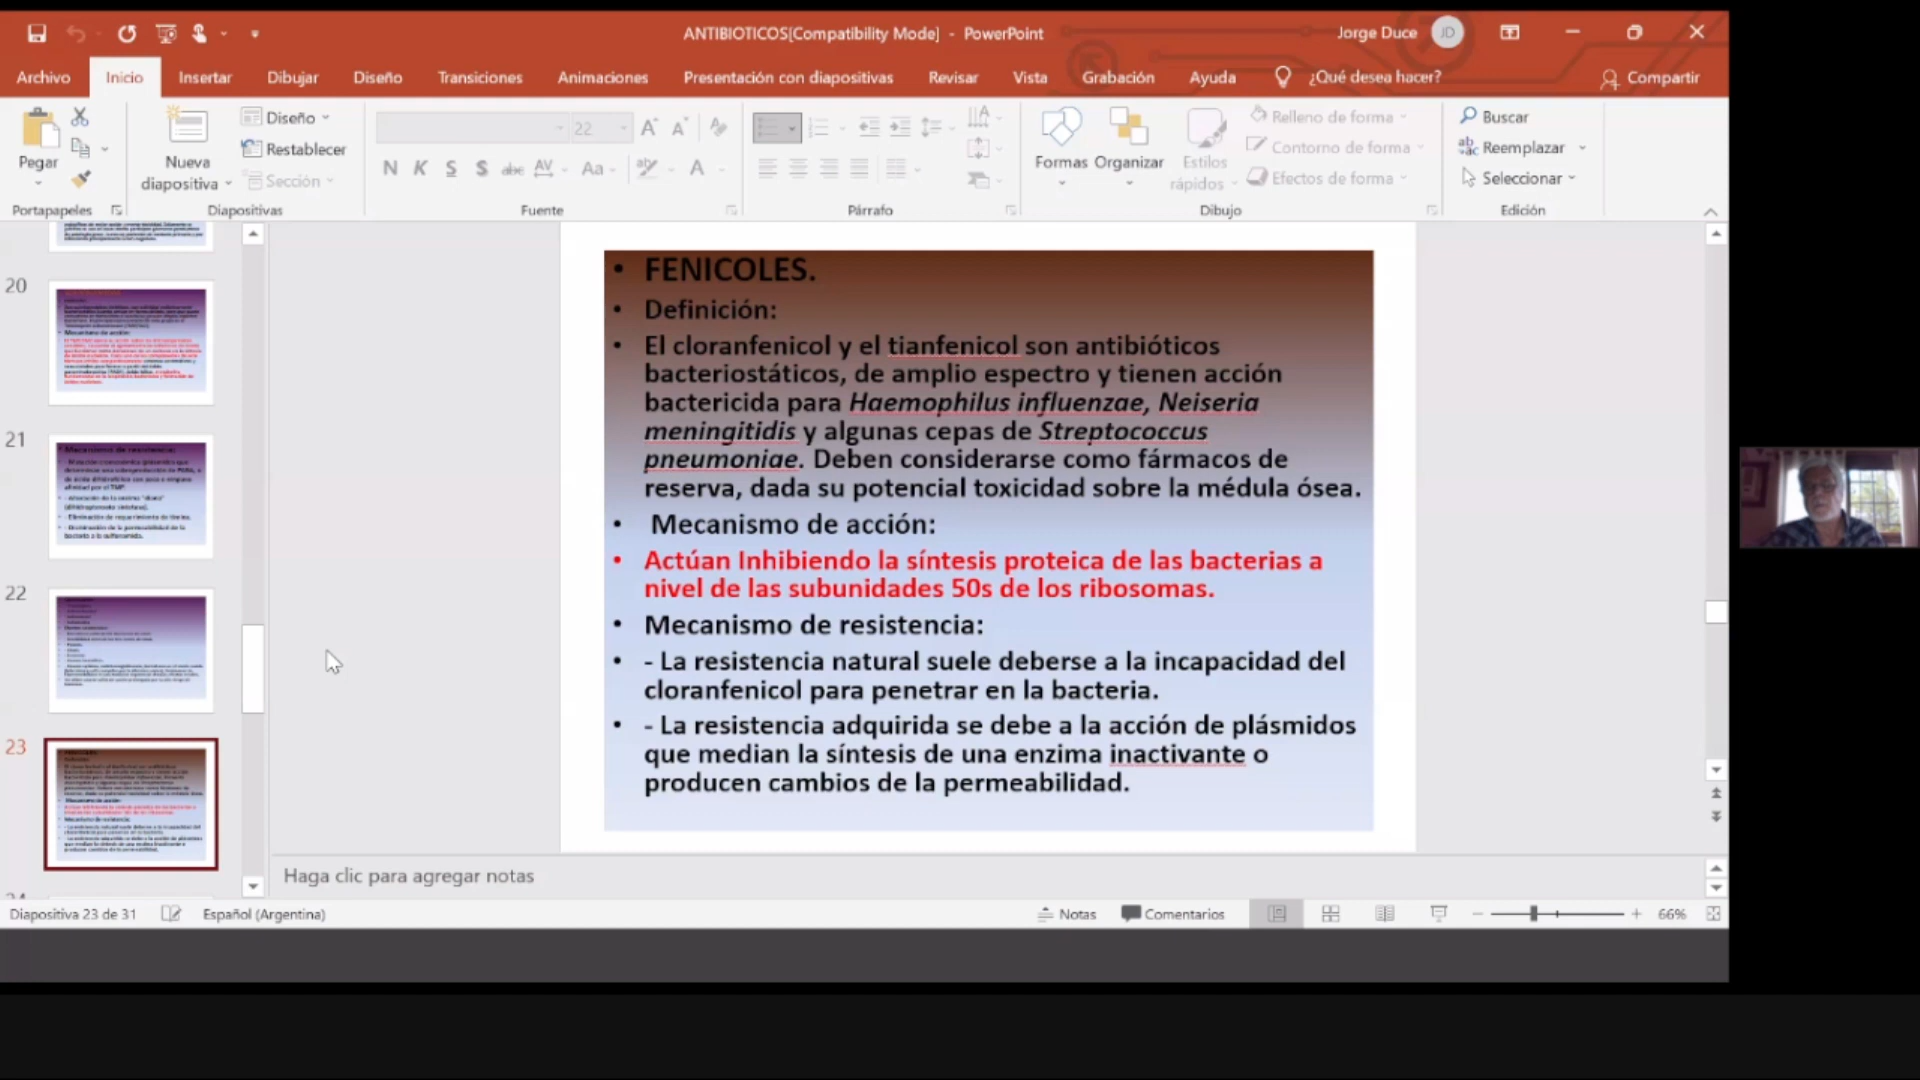 ANTIBIOTICOS[Compatibility Mode] - PowerPoint
Jorge Duce
JD
Archivo
Inicio
Insertar
Dibujar
Diseño
Transiciones
Animaciones
Presentación con diapositivas
Revisar
Vista
Grabación
Ayuda
¿Qué desea hacer?
Compartir
Pegar
Nueva
diapositiva
Diseño
Restablecer
Sección
22
N K S S abc AV Aa A
Formas
Organizar
Estilos
rápidos
Relleno de forma
Contorno de forma
Efectos de forma
Buscar
Reemplazar
Seleccionar
Portapapeles
Diapositivas
Fuente
Párrafo
Dibujo
Edición
20
21
Mecanismo de resistencia:
22
23
• FENICOLES.
• Definición:
• El cloranfenicol y el tianfenicol son antibióticos
bacteriostáticos, de amplio espectro y tienen acción
bactericida para Haemophilus influenzae, Neiseria
meningitidis y algunas cepas de Streptococcus
pneumoniae. Deben considerarse como fármacos de
reserva, dada su potencial toxicidad sobre la médula ósea.
• Mecanismo de acción:
• Actúan Inhibiendo la síntesis proteica de las bacterias a
nivel de las subunidades 50s de los ribosomas.
• Mecanismo de resistencia:
• - La resistencia natural suele deberse a la incapacidad del
cloranfenicol para penetrar en la bacteria.
• - La resistencia adquirida se debe a la acción de plásmidos
que median la síntesis de una enzima inactivante o
producen cambios de la permeabilidad.
Haga clic para agregar notas
Diapositiva 23 de 31
Español (Argentina)
Notas
Comentarios
66%